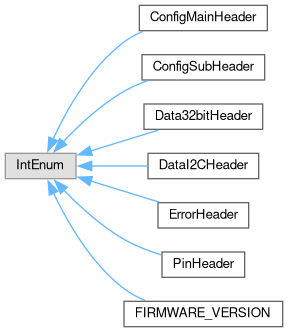 ConfigMainHeader
ConfigSubHeader
Data32bitHeader
IntEnum
DataI2CHeader
ErrorHeader
PinHeader
FIRMWARE_VERSION